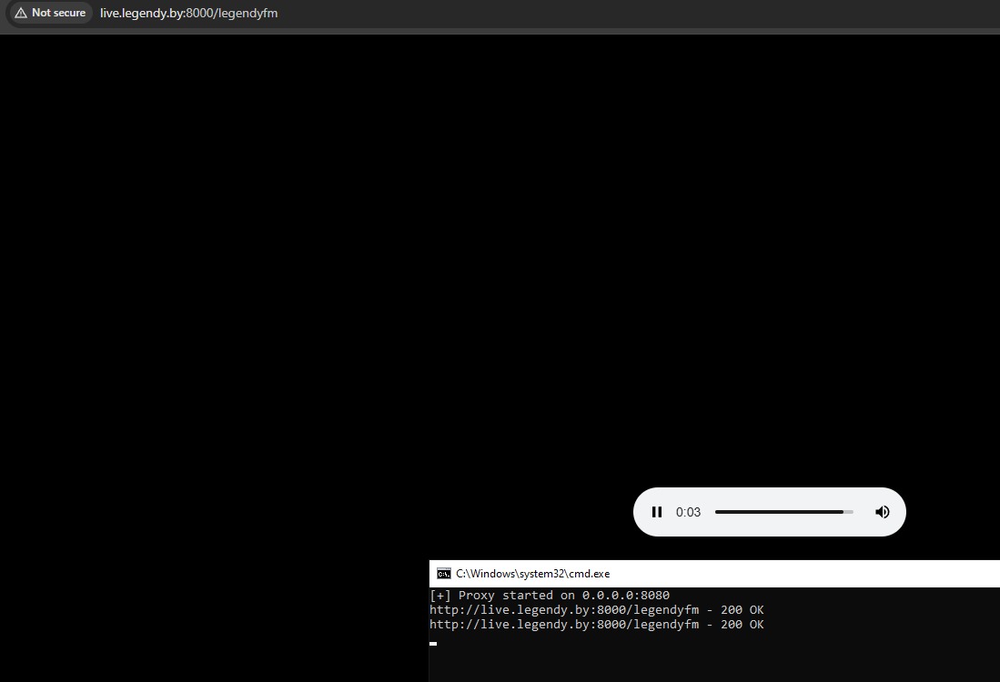 Not secure live.legendy.by:8000/legendyfm
0:03
C:\Windows\system32\cmd.exe
[+] Proxy started on 0.0.0.0:8080
http://live.legendy.by:8000/legendyfm - 200 OK
http://live.legendy.by:8000/legendyfm - 200 OK